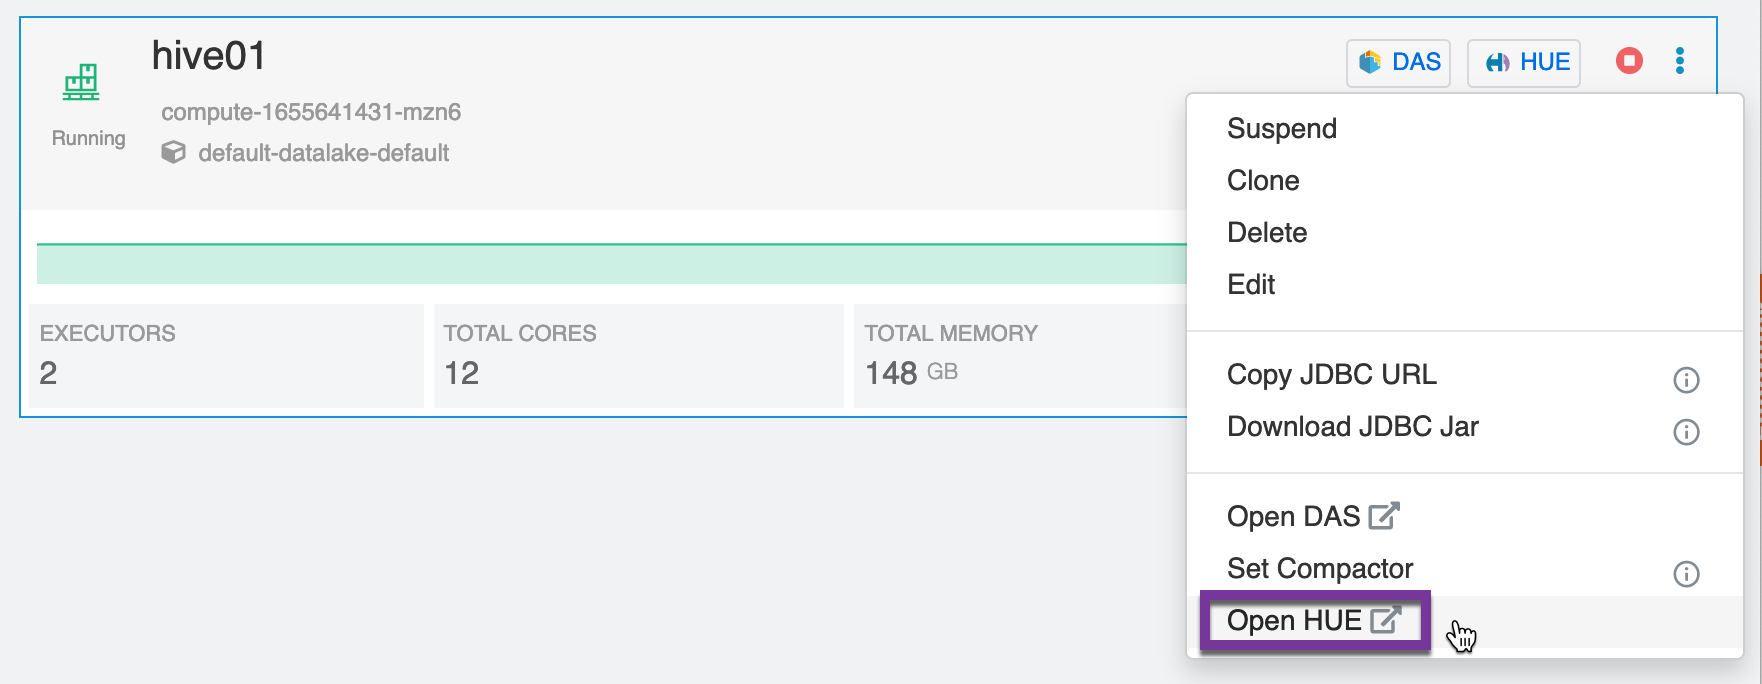 hive01
DAS
HUE
compute-1655641431-mzn6
Running
default-datalake-default
EXECUTORS
2
TOTAL CORES
12
TOTAL MEMORY
148 GB
Suspend
Clone
Delete
Edit
Copy JDBC URL
Download JDBC Jar
Open DAS
Set Compactor
Open HUE